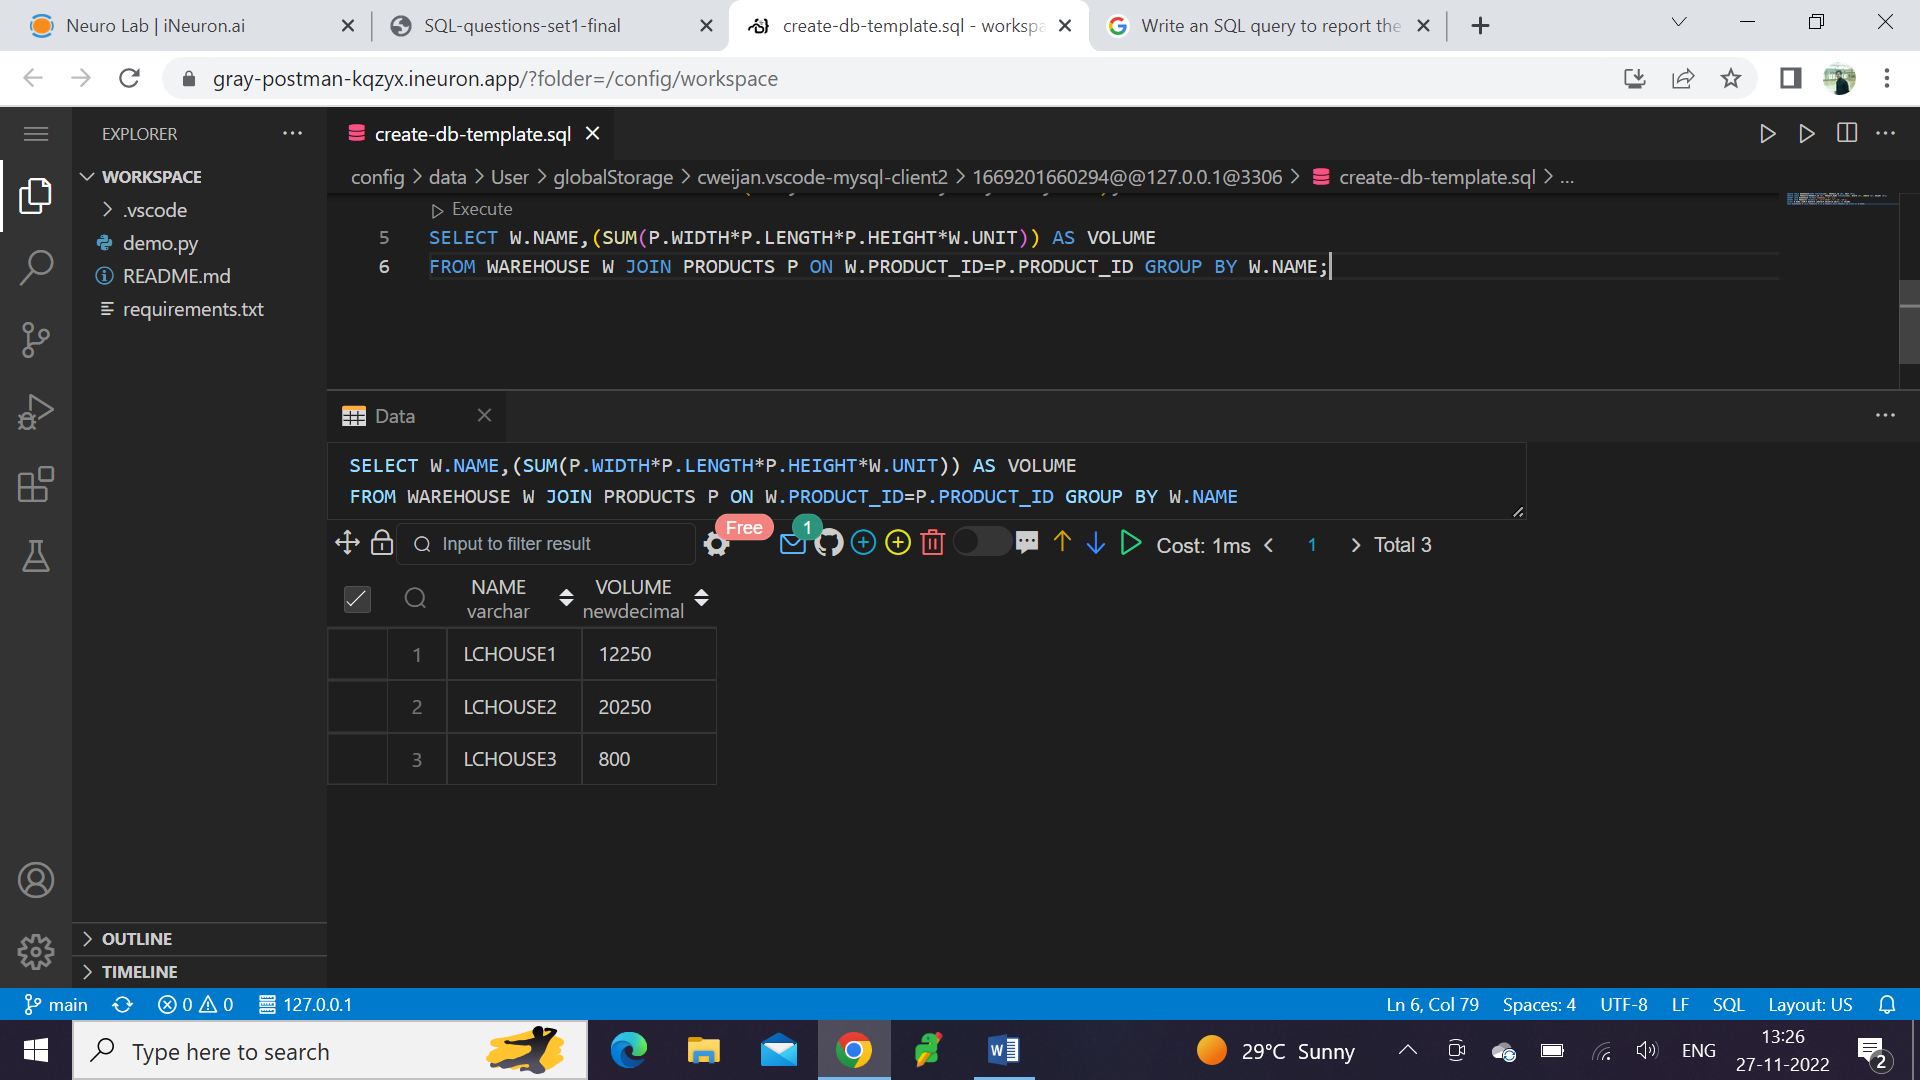 Neuro Lab | iNeuron.ai
SQL-questions-set1-final
create-db-template.sql - workspa
Write an SQL query to report the
gray-postman-kqzyx.ineuron.app/?folder=/config/workspace
EXPLORER
create-db-template.sql
WORKSPACE
.vscode
demo.py
README.md
requirements.txt
config > data > User > globalStorage > cweijan.vscode-mysql-client2 > 1669201660294@@127.0.0.1@3306 > create-db-template.sql > ...
Execute
5 SELECT W.NAME,(SUM(P.WIDTH*P.LENGTH*P.HEIGHT*W.UNIT)) AS VOLUME
6 FROM WAREHOUSE W JOIN PRODUCTS P ON W.PRODUCT_ID=P.PRODUCT_ID GROUP BY W.NAME;
Data
SELECT W.NAME,(SUM(P.WIDTH*P.LENGTH*P.HEIGHT*W.UNIT)) AS VOLUME
FROM WAREHOUSE W JOIN PRODUCTS P ON W.PRODUCT_ID=P.PRODUCT_ID GROUP BY W.NAME
Input to filter result
Free
1
Cost: 1ms < 1 > Total 3
NAME VOLUME
varchar newdecimal
1 LCHOUSE1 12250
2 LCHOUSE2 20250
3 LCHOUSE3 800
OUTLINE
TIMELINE
main 0 0 127.0.0.1
Ln 6, Col 79 Spaces: 4 UTF-8 LF SQL Layout: US
Type here to search
29°C Sunny
ENG
13:26
27-11-2022
2